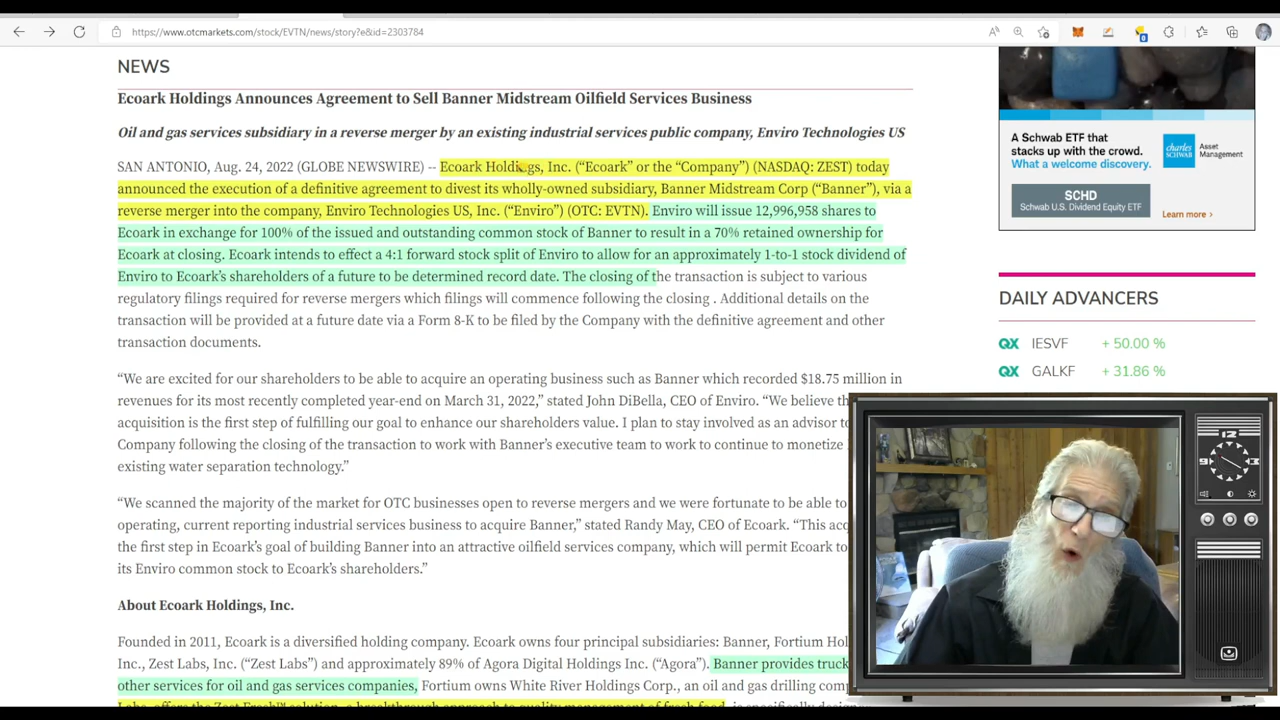 https://www.otcmarkets.com/stock/EVTN/news/story?e&id=2303784
NEWS
Ecoark Holdings Announces Agreement to Sell Banner Midstream Oilfield Services Business
Oil and gas services subsidiary in a reverse merger by an existing industrial services public company, Enviro Technologies US
SAN ANTONIO, Aug. 24, 2022 (GLOBE NEWSWIRE) -- Ecoark Holdings, Inc. (“Ecoark” or the “Company”) (NASDAQ: ZEST) today
announced the execution of a definitive agreement to divest its wholly-owned subsidiary, Banner Midstream Corp (“Banner”), via a
reverse merger into the company, Enviro Technologies US, Inc. (“Enviro”) (OTC: EVTN). Enviro will issue 12,996,958 shares to
Ecoark in exchange for 100% of the issued and outstanding common stock of Banner to result in a 70% retained ownership for
Ecoark at closing. Ecoark intends to effect a 4:1 forward stock split of Enviro to allow for an approximately 1-to-1 stock dividend of
Enviro to Ecoark’s shareholders of a future to be determined record date. The closing of the transaction is subject to various
regulatory filings required for reverse mergers which filings will commence following the closing . Additional details on the
transaction will be provided at a future date via a Form 8-K to be filed by the Company with the definitive agreement and other
transaction documents.
“We are excited for our shareholders to be able to acquire an operating business such as Banner which recorded $18.75 million in
revenues for its most recently completed year-end on March 31, 2022,” stated John DiBella, CEO of Enviro. “We believe th
acquisition is the first step of fulfilling our goal to enhance our shareholders value. I plan to stay involved as an advisor to
Company following the closing of the transaction to work with Banner’s executive team to work to continue to monetize
existing water separation technology.”
“We scanned the majority of the market for OTC businesses open to reverse mergers and we were fortunate to be able to
operating, current reporting industrial services business to acquire Banner,” stated Randy May, CEO of Ecoark. “This acq
the first step in Ecoark’s goal of building Banner into an attractive oilfield services company, which will permit Ecoark to
its Enviro common stock to Ecoark’s shareholders.”
About Ecoark Holdings, Inc.
Founded in 2011, Ecoark is a diversified holding company. Ecoark owns four principal subsidiaries: Banner, Fortium Hol
Inc., Zest Labs, Inc. (“Zest Labs”) and approximately 89% of Agora Digital Holdings Inc. (“Agora”). Banner provides truck
other services for oil and gas services companies, Fortium owns White River Holdings Corp., an oil and gas drilling comp
A Schwab ETF that
stacks up with the crowd.
What a welcome discovery.
charles
SCHWAB
Asset
Management
SCHD
Schwab U.S. Dividend Equity ETF
Learn more >
DAILY ADVANCERS
QX IESVF + 50.00 %
QX GALKF + 31.86 %
12
9
3